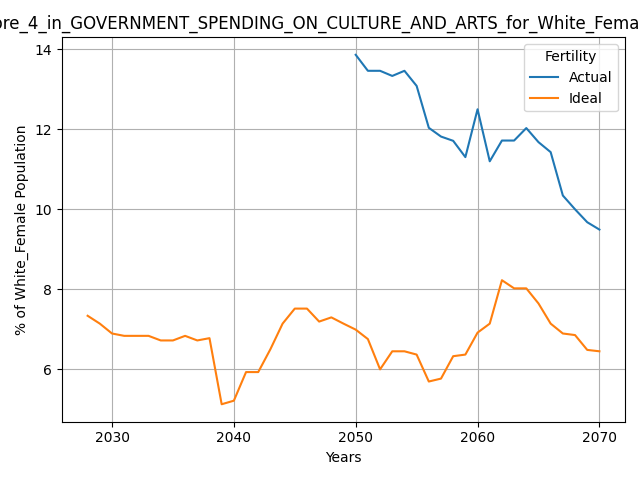 ore_4_in_GOVERNMENT_SPENDING_ON_CULTURE_AND_ARTS_for_White_Fema
14
12
10
8
6
% of White_Female Population
Fertility
Actual
Ideal
2030 2040 2050 2060 2070
Years